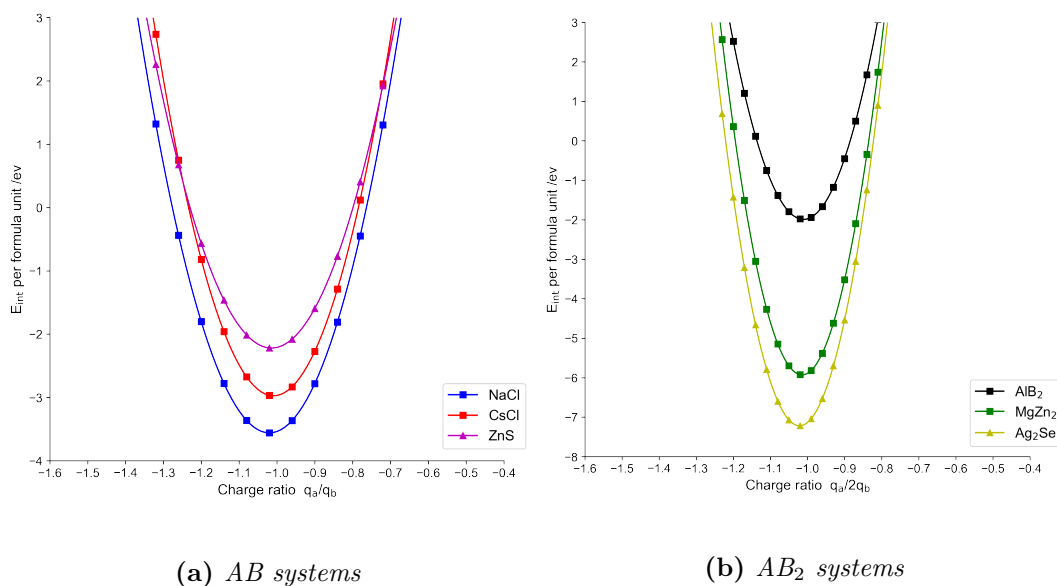 3
2
1
0
−1
−2
−3
−4
E_int per formula unit /ev
−1.6 −1.5 −1.4 −1.3 −1.2 −1.1 −1.0 −0.9 −0.8 −0.7 −0.6 −0.5 −0.4
Charge ratio q_a/q_b
NaCl
CsCl
ZnS
(a) AB systems
3
2
1
0
−1
−2
−3
−4
−5
−6
−7
−8
E_int per formula unit /ev
−1.6 −1.5 −1.4 −1.3 −1.2 −1.1 −1.0 −0.9 −0.8 −0.7 −0.6 −0.5 −0.4
Charge ratio q_a/2q_b
AlB₂
MgZn₂
Ag₂Se
(b) AB₂ systems